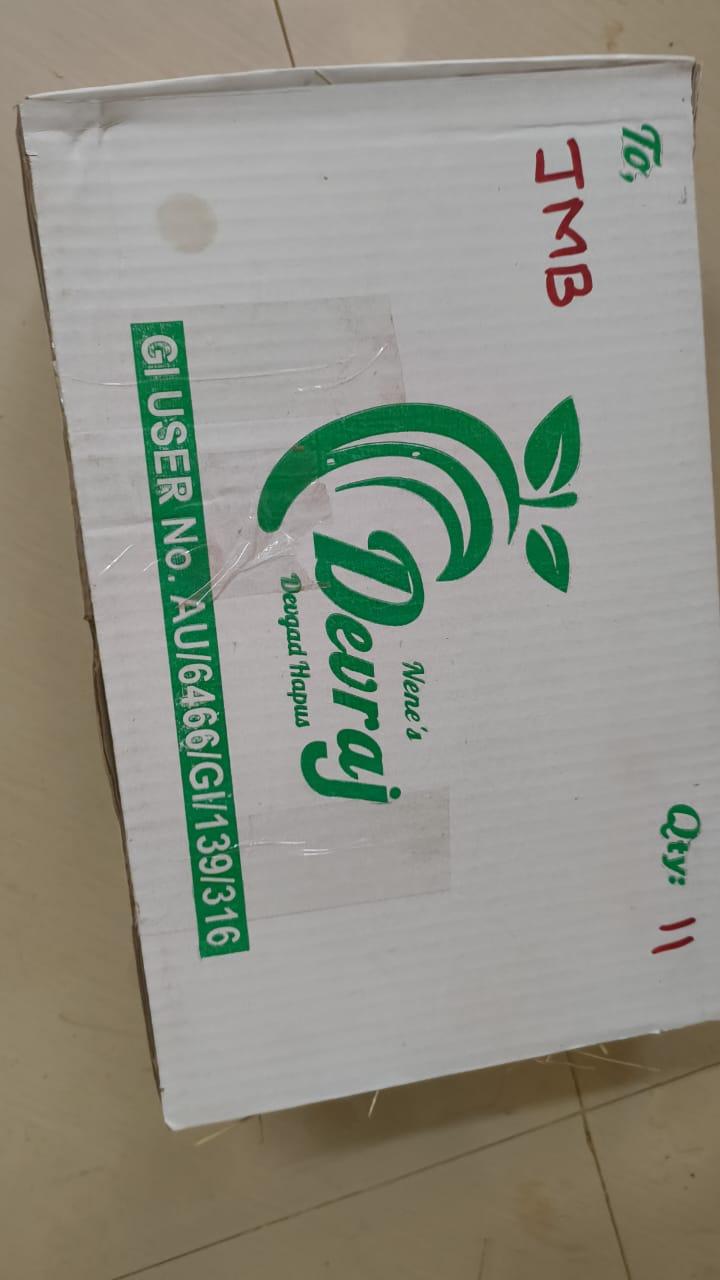 To,
Qty: 11
JMB
Nene's
Devraj
Devgad Hapus
GI USER No. AU/6466/GI/139/316